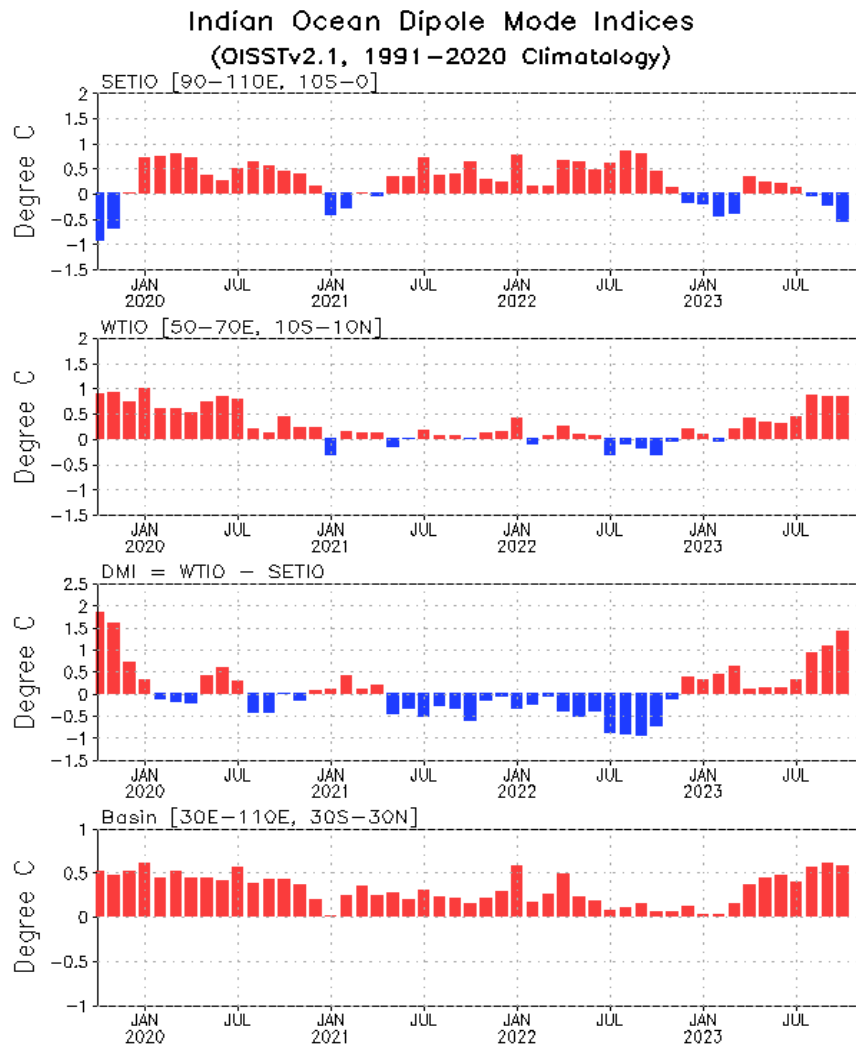 Indian Ocean Dipole Mode Indices
(OISSTv2.1, 1991-2020 Climatology)
SETIO [90-110E, 10S-0]
Degree C
2
1.5
1
0.5
0
-0.5
-1
-1.5
JAN JUL JAN JUL JAN JUL JAN JUL
2020 2021 2022 2023
WTIO [50-70E, 10S-10N]
Degree C
2
1.5
1
0.5
0
-0.5
-1
-1.5
JAN JUL JAN JUL JAN JUL JAN JUL
2020 2021 2022 2023
DMI = WTIO - SETIO
Degree C
2.5
2
1.5
1
0.5
0
-0.5
-1
-1.5
JAN JUL JAN JUL JAN JUL JAN JUL
2020 2021 2022 2023
Basin [30E-110E, 30S-30N]
Degree C
1
0.5
0
-0.5
-1
JAN JUL JAN JUL JAN JUL JAN JUL
2020 2021 2022 2023